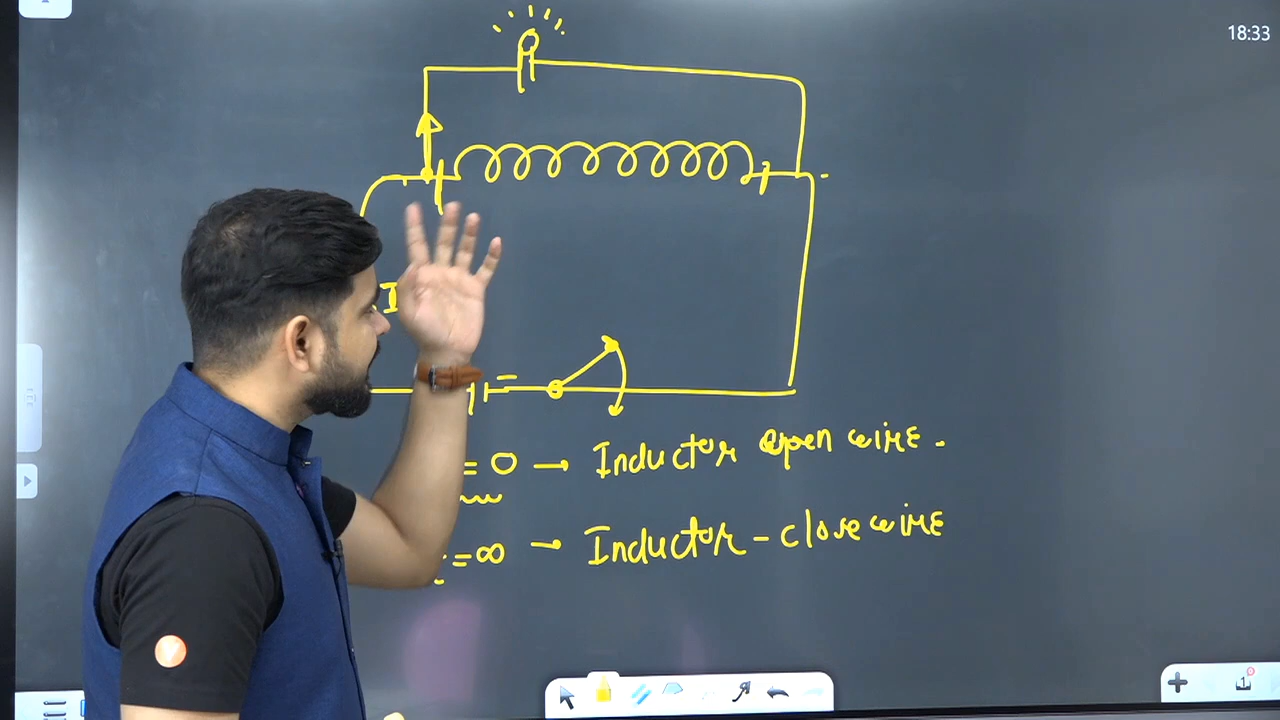 18:33
I
= 0 → Inductor open wire.
= ∞ → Inductor - close wire